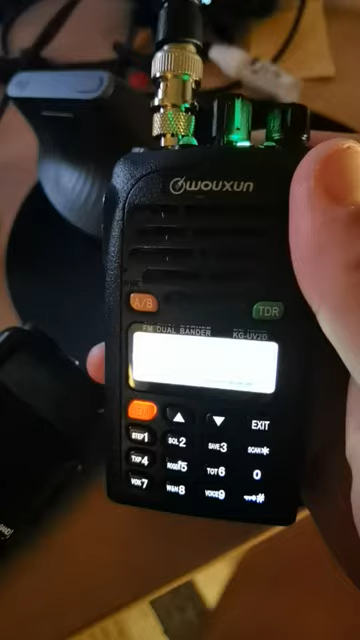 WOUXUN
A/B
TDR
FM DUAL BANDER
KG-UV2D
EXIT
STEP1
SQL2
SAVE3
SCAN*
TXP4
ROGER5
TOT6
0
VOX7
W&N8
VOICE9
#